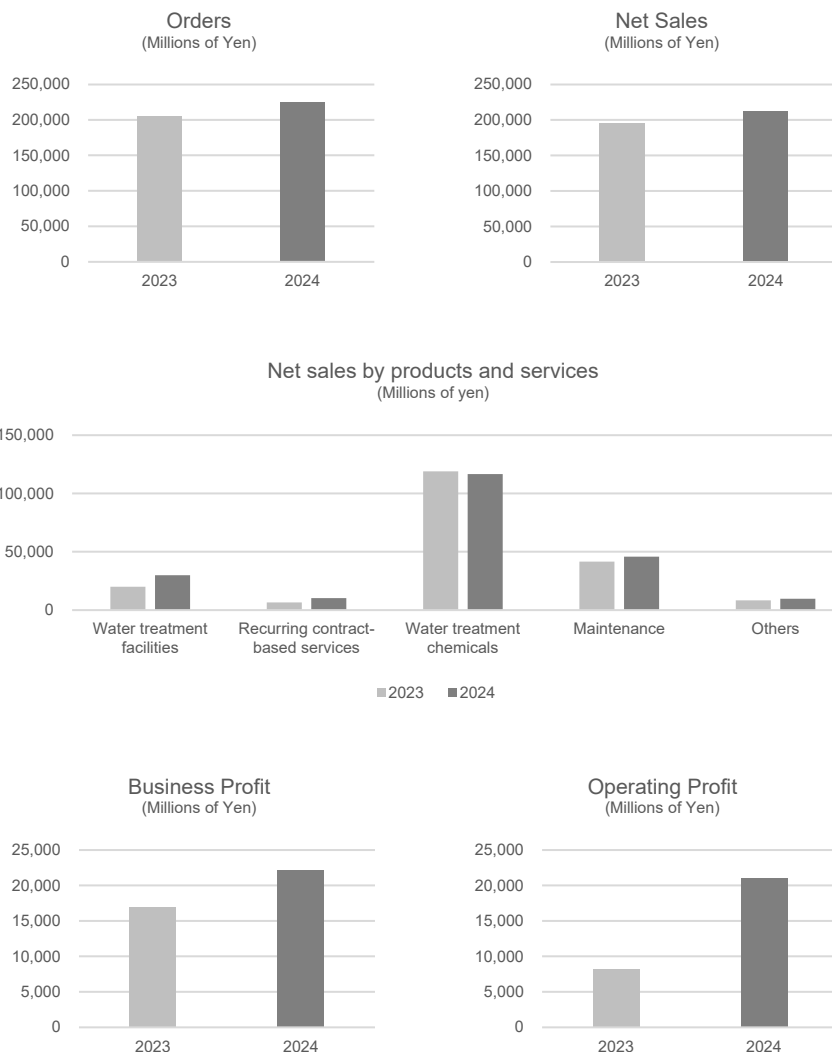 Orders
(Millions of Yen)
250,000
200,000
150,000
100,000
50,000
0
2023
2024
Net Sales
(Millions of Yen)
250,000
200,000
150,000
100,000
50,000
0
2023
2024
Net sales by products and services
(Millions of yen)
150,000
100,000
50,000
0
Water treatment
facilities
Recurring contract-
based services
Water treatment
chemicals
Maintenance
Others
2023
2024
Business Profit
(Millions of Yen)
25,000
20,000
15,000
10,000
5,000
0
2023
2024
Operating Profit
(Millions of Yen)
25,000
20,000
15,000
10,000
5,000
0
2023
2024